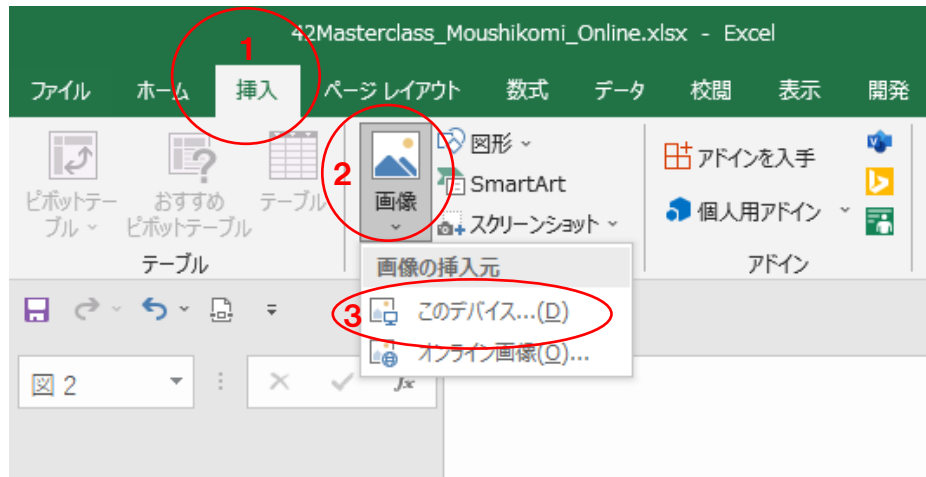 42Masterclass_Moushikomi_Online.xlsx - Excel
1
ファイル ホーム 挿入 ページ レイアウト 数式 データ 校閲 表示 開発
2
図形
アドインを入手
SmartArt
ピボットテー
ブル
おすすめ
ピボットテーブル
テーブル
画像
スクリーンショット
個人用アドイン
テーブル
画像の挿入元
アドイン
3
このデバイス...(D)
オンライン画像(O)...
図 2
fx